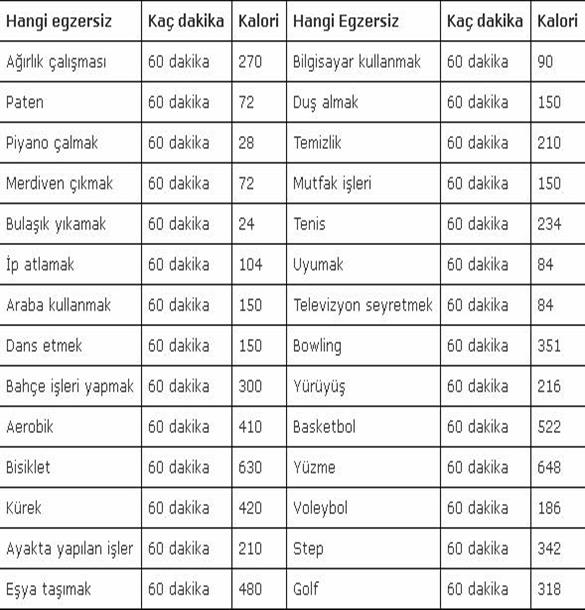 Hangi egzersiz Kaç dakika Kalori Hangi Egzersiz Kaç dakika Kalori
Ağırlık çalışması 60 dakika 270 Bilgisayar kullanmak 60 dakika 90
Paten 60 dakika 72 Duş almak 60 dakika 150
Piyano çalmak 60 dakika 28 Temizlik 60 dakika 210
Merdiven çıkmak 60 dakika 72 Mutfak işleri 60 dakika 150
Bulaşık yıkamak 60 dakika 24 Tenis 60 dakika 234
İp atlamak 60 dakika 104 Uyumak 60 dakika 84
Araba kullanmak 60 dakika 150 Televizyon seyretmek 60 dakika 84
Dans etmek 60 dakika 150 Bowling 60 dakika 351
Bahçe işleri yapmak 60 dakika 300 Yürüyüş 60 dakika 216
Aerobik 60 dakika 410 Basketbol 60 dakika 522
Bisiklet 60 dakika 630 Yüzme 60 dakika 648
Kürek 60 dakika 420 Voleybol 60 dakika 186
Ayakta yapılan işler 60 dakika 210 Step 60 dakika 342
Eşya taşımak 60 dakika 480 Golf 60 dakika 318